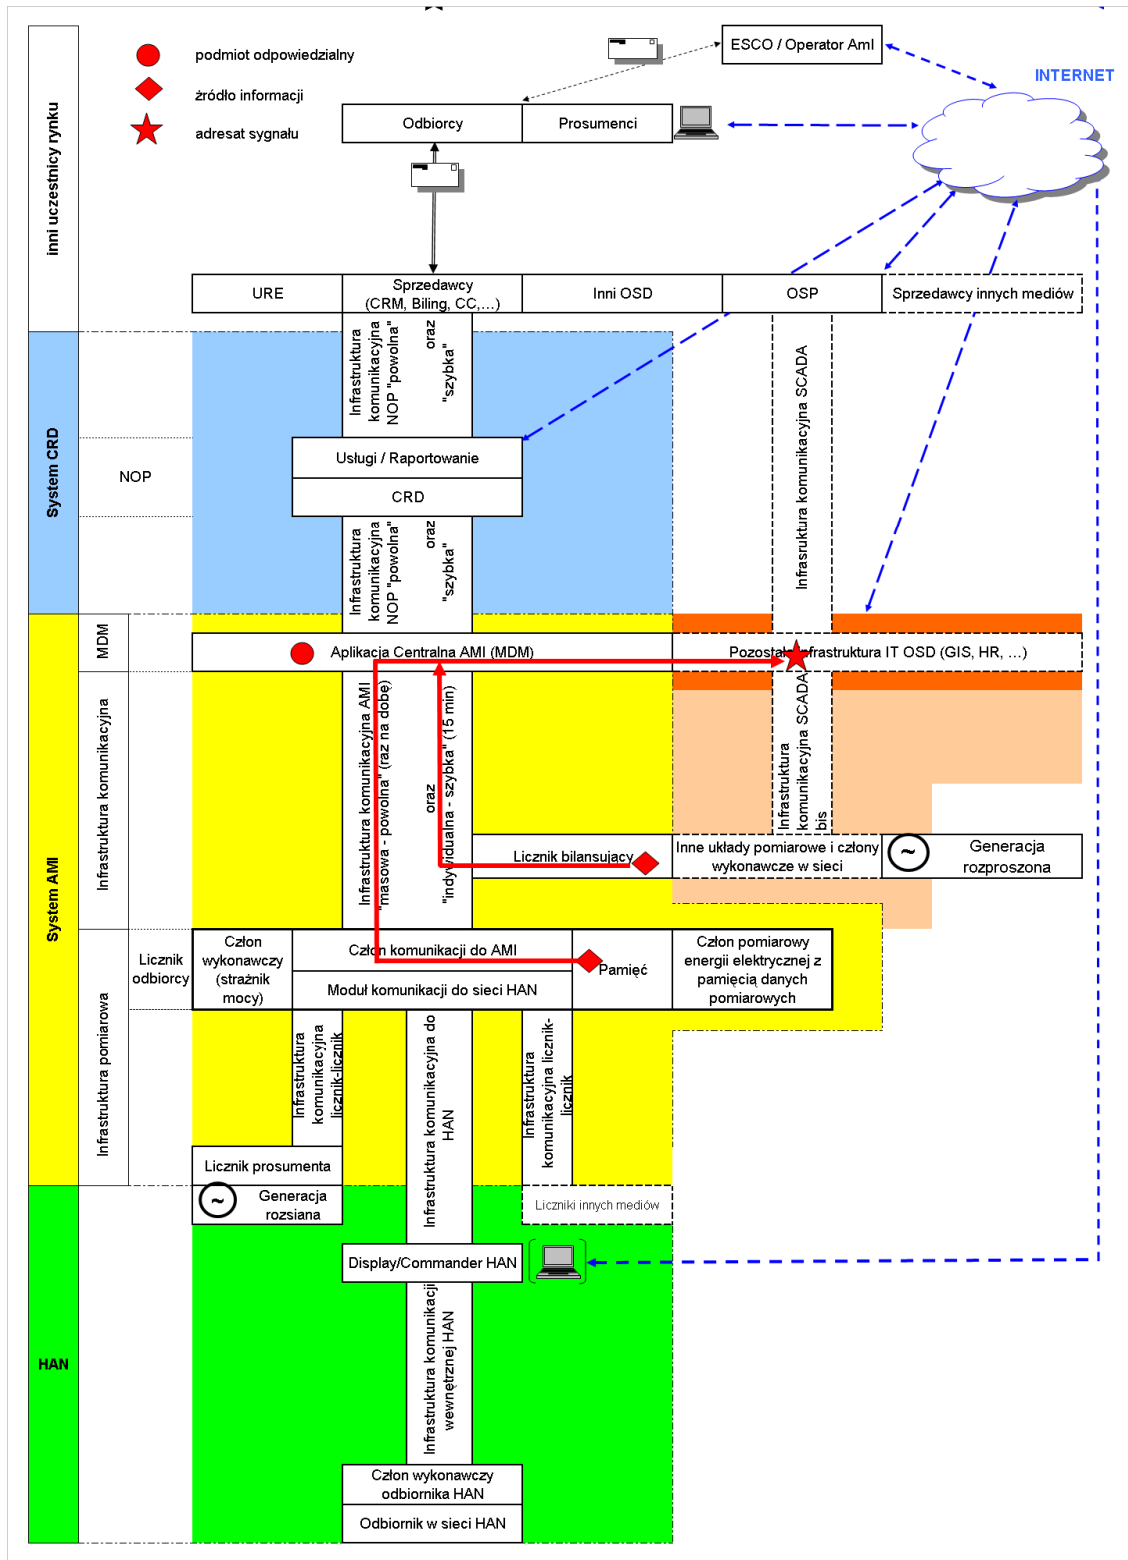 podmiot odpowiedzialny
źródło informacji
adresat sygnału
ESCO / Operator AmI
INTERNET
Odbiorcy
Prosumenci
inni uczestnicy rynku
URE
Sprzedawcy
(CRM, Biling, CC,...)
Inni OSD
OSP
Sprzedawcy innych mediów
System CRD
NOP
Infrastruktura
komunikacyjna
NOP "powolna"
oraz
"szybka"
Infrasruktura komunikacyjna SCADA
Usługi / Raportowanie
CRD
Infrastruktura
komunikacyjna
NOP "powolna"
oraz
"szybka"
System AMI
MDM
Aplikacja Centralna AMI (MDM)
Pozostała infrastruktura IT OSD (GIS, HR, ...)
Infrastruktura komunikacyjna
Infrastruktura komunikacyjna AMI
"masowa - powolna" (raz na dobę)
oraz
"indywidualna - szybka" (15 min)
Infrastruktura
komunikacyjna SCADA
bis
Licznik bilansujący
Inne układy pomiarowe i człony
wykonawcze w sieci
~
Generacja
rozproszona
Infrastruktura pomiarowa
Licznik
odbiorcy
Człon
wykonawczy
(strażnik
mocy)
Człon komunikacji do AMI
Moduł komunikacji do sieci HAN
Pamięć
Człon pomiarowy
energii elektrycznej z
pamięcią danych
pomiarowych
Infrastruktura
komunikacyjna
licznik-licznik
Infrastruktura komunikacyjna do
HAN
Infrastruktura
komunikacyjna licznik-
licznik
Licznik prosumenta
~
Generacja
rozsiana
Liczniki innych mediów
HAN
Display/Commander HAN
Infrastruktura komunikacji
wewnętrznej HAN
Człon wykonawczy
odbiornika HAN
Odbiornik w sieci HAN